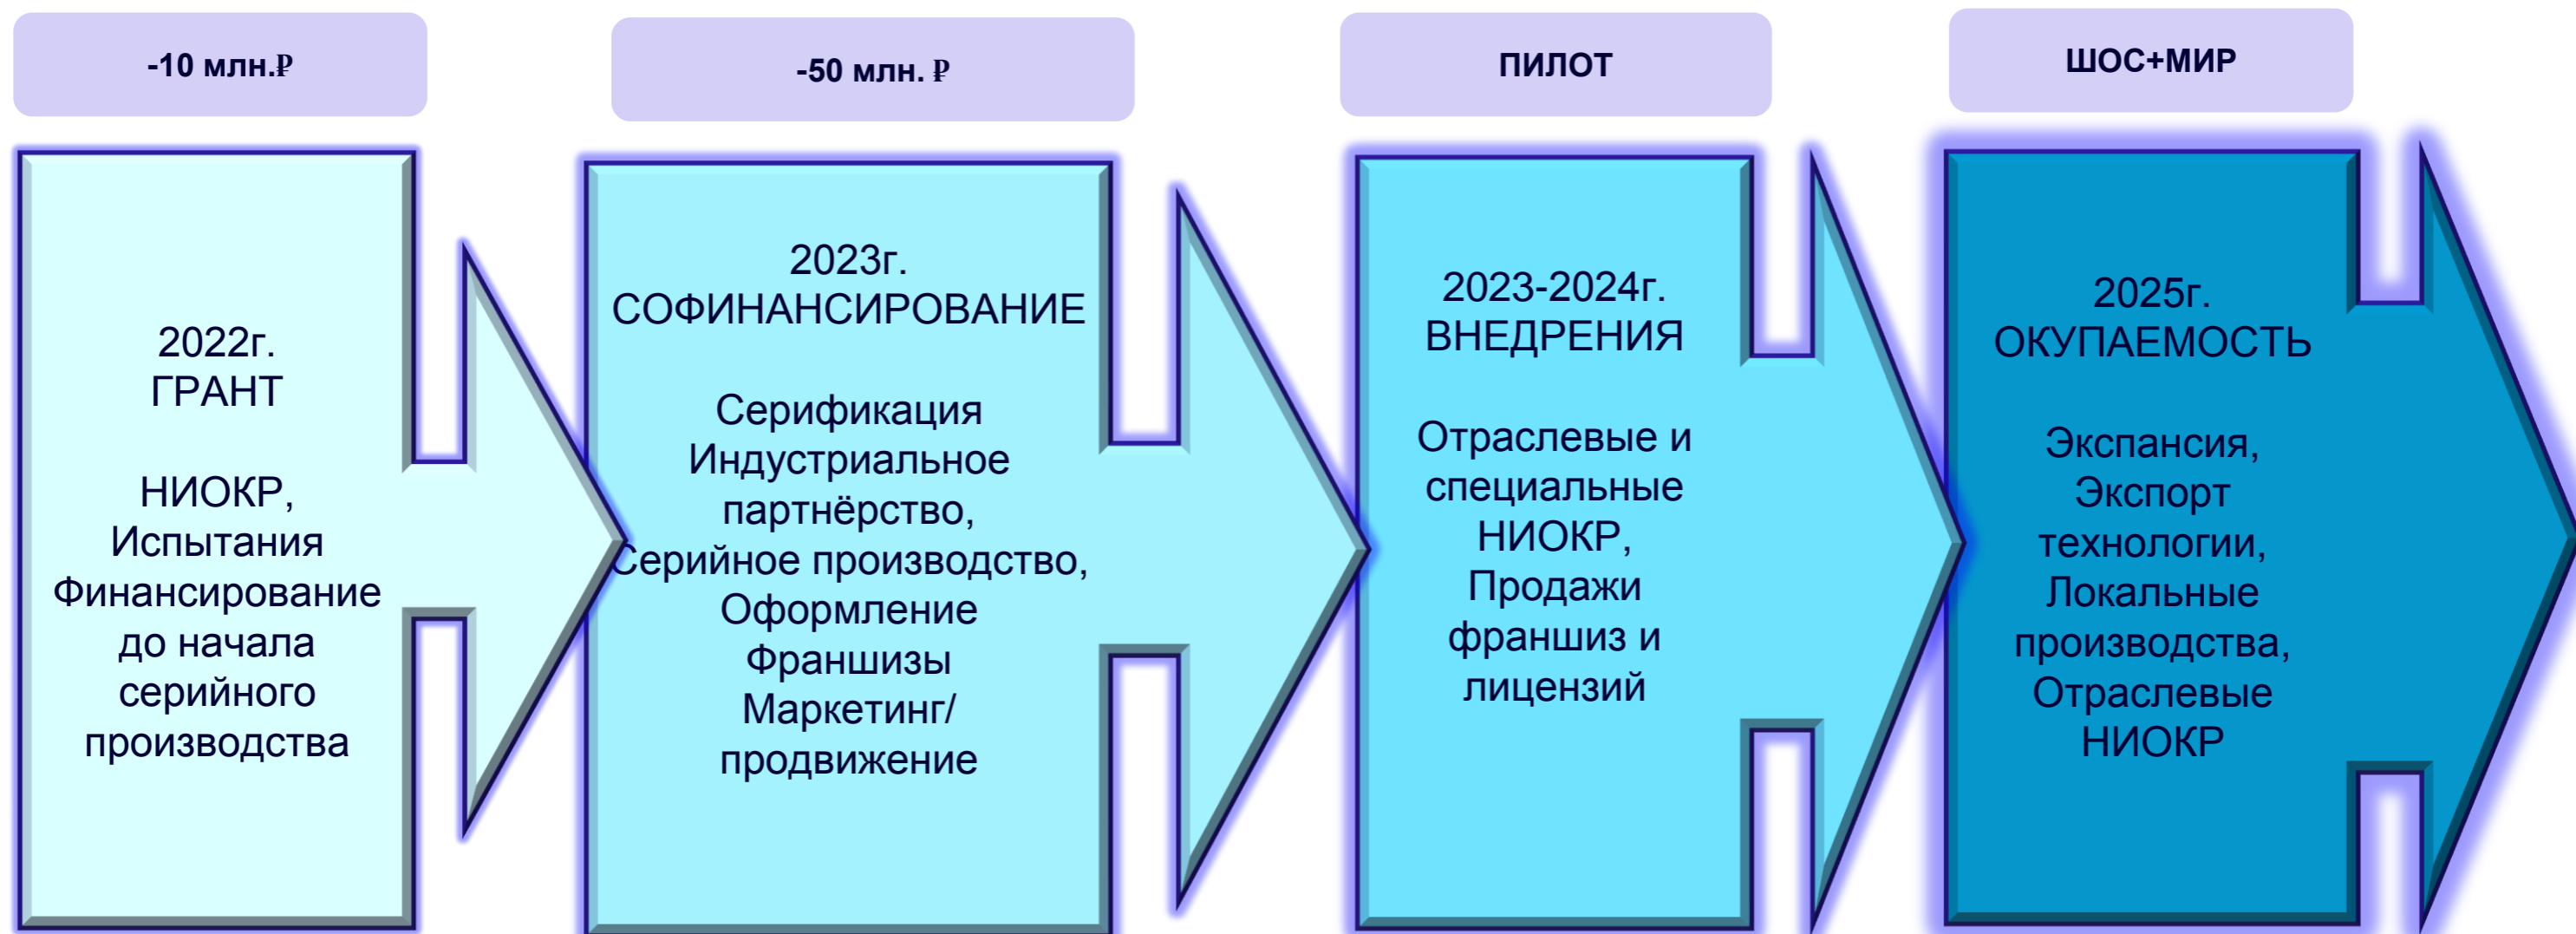 -10 млн.₽
-50 млн. ₽
ПИЛОТ
ШОС+МИР
2022г.
ГРАНТ
НИОКР,
Испытания
Финансирование
до начала
серийного
производства
2023г.
СОФИНАНСИРОВАНИЕ
Серификация
Индустриальное
партнёрство,
Серийное производство,
Оформление
Франшизы
Маркетинг/
продвижение
2023-2024г.
ВНЕДРЕНИЯ
Отраслевые и
специальные
НИОКР,
Продажи
франшиз и
лицензий
2025г.
ОКУПАЕМОСТЬ
Экспансия,
Экспорт
технологии,
Локальные
производства,
Отраслевые
НИОКР